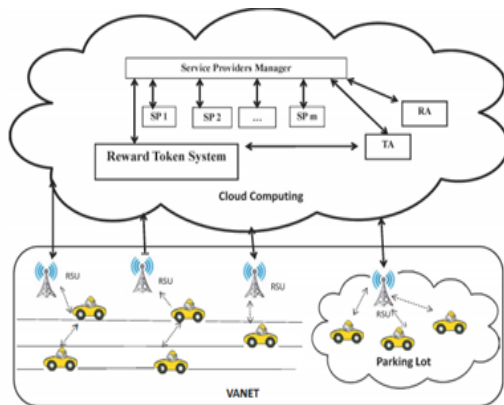 Service Providers Manager
SP 1
SP 2
...
SP m
RA
TA
Reward Token System
Cloud Computing
RSU
RSU
RSU
RSU
Parking Lot
VANET